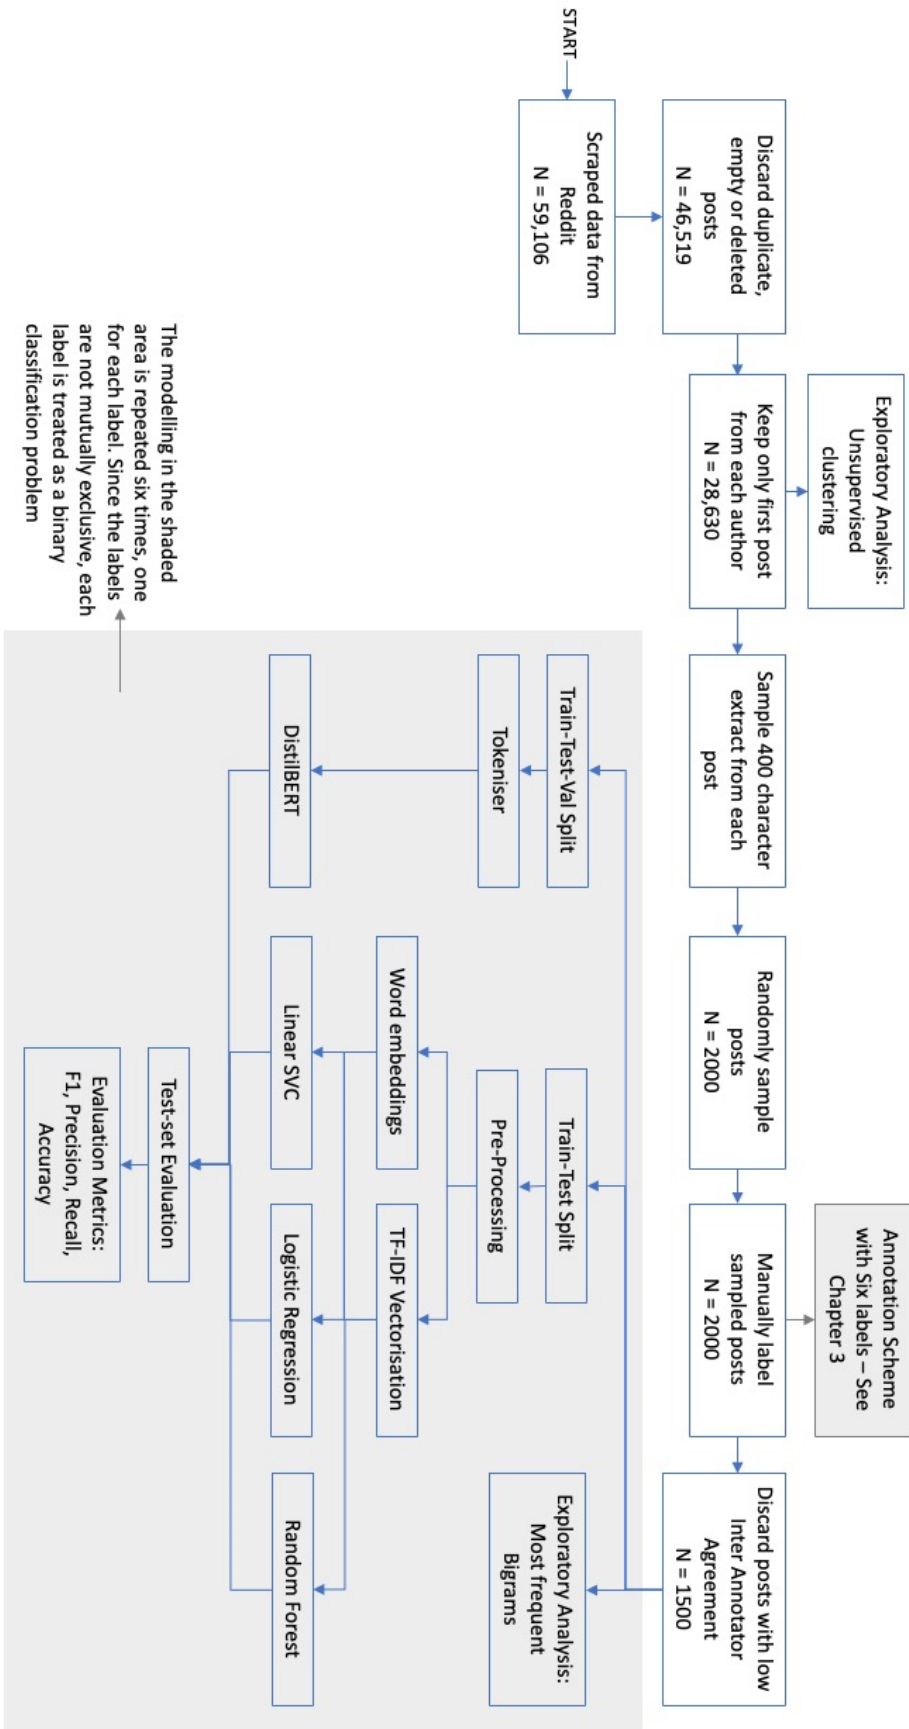 START
Scraped data from
Reddit
N = 59,106
Discard duplicate,
empty or deleted
posts
N = 46,519
Exploratory Analysis:
Unsupervised
clustering
Keep only first post
from each author
N = 28,630
Sample 400 character
extract from each
post
Randomly sample
posts
N = 2000
Annotation Scheme
with Six labels – See
Chapter 3
Manually label
sampled posts
N = 2000
Discard posts with low
Inter Annotator
Agreement
N = 1500
Train-Test-Val Split
Tokeniser
DistilBERT
Train-Test Split
Pre-Processing
Word embeddings
TF-IDF Vectorisation
Linear SVC
Logistic Regression
Random Forest
Exploratory Analysis:
Most frequent
Bigrams
Test-set Evaluation
Evaluation Metrics:
F1, Precision, Recall,
Accuracy
The modelling in the shaded
area is repeated six times, one
for each label. Since the labels
are not mutually exclusive, each
label is treated as a binary
classification problem